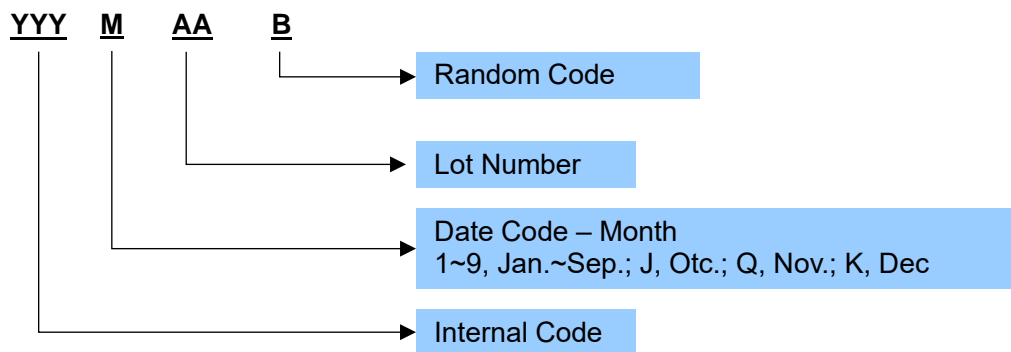 YYY M AA B
Random Code
Lot Number
Date Code – Month
1~9, Jan.~Sep.; J, Otc.; Q, Nov.; K, Dec
Internal Code